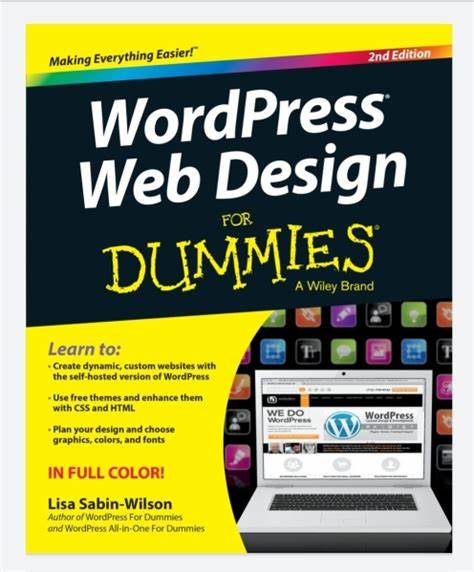 Making Everything Easier!™
2nd Edition
WordPress®
Web Design
FOR
DUMMIES®
A Wiley Brand
Learn to:
• Create dynamic, custom websites with
the self-hosted version of WordPress
• Use free themes and enhance them
with CSS and HTML
• Plan your design and choose
graphics, colors, and fonts
IN FULL COLOR!
Lisa Sabin-Wilson
Author of WordPress For Dummies
and WordPress All-in-One For Dummies
WE DO
WORDPRESS
WordPress